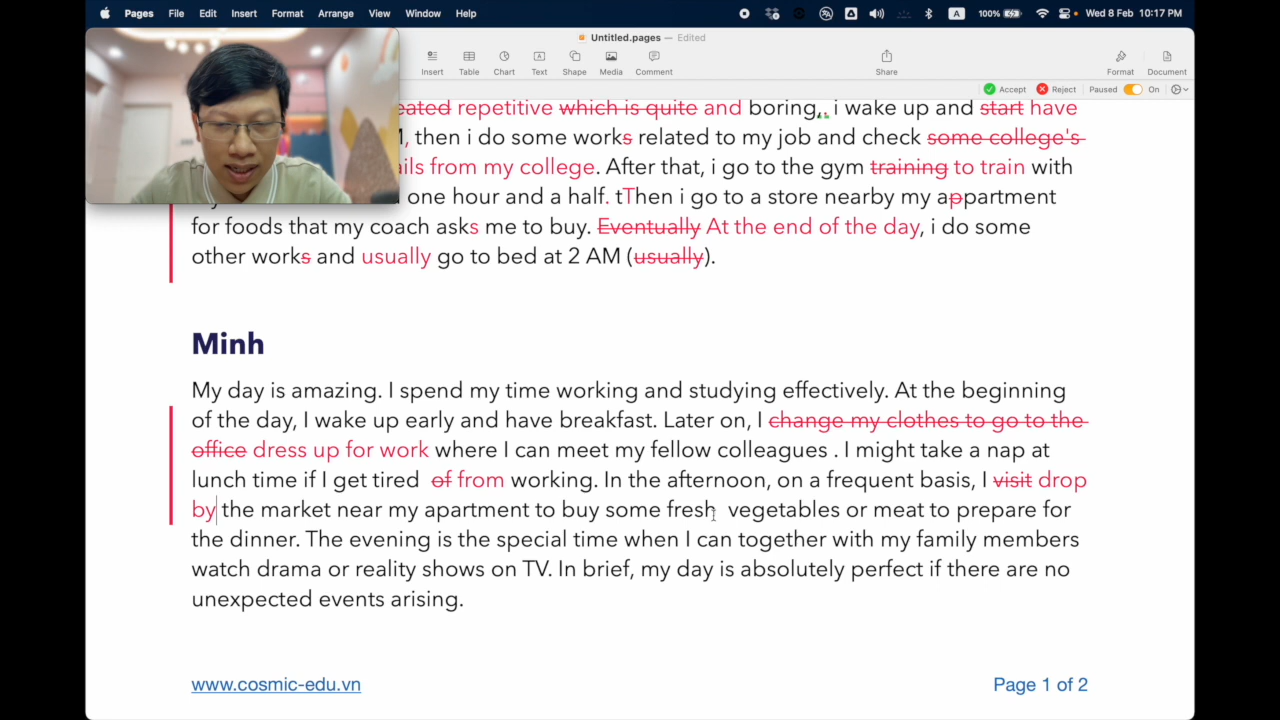 Pages File Edit Insert Format Arrange View Window Help A 100% Wed 8 Feb 10:17 PM
Untitled.pages — Edited
Insert Table Chart Text Shape Media Comment Share Format Document
Accept Reject Paused On
eated repetitive which is quite and boring,, i wake up and start have
M, then i do some works related to my job and check some college's
ails from my college. After that, i go to the gym training to train with
one hour and a half. tThen i go to a store nearby my appartment
for foods that my coach asks me to buy. Eventually At the end of the day, i do some
other works and usually go to bed at 2 AM (usually).
Minh
My day is amazing. I spend my time working and studying effectively. At the beginning
of the day, I wake up early and have breakfast. Later on, I change my clothes to go to the
office dress up for work where I can meet my fellow colleagues . I might take a nap at
lunch time if I get tired of from working. In the afternoon, on a frequent basis, I visit drop
by the market near my apartment to buy some fresh vegetables or meat to prepare for
the dinner. The evening is the special time when I can together with my family members
watch drama or reality shows on TV. In brief, my day is absolutely perfect if there are no
unexpected events arising.
www.cosmic-edu.vn Page 1 of 2